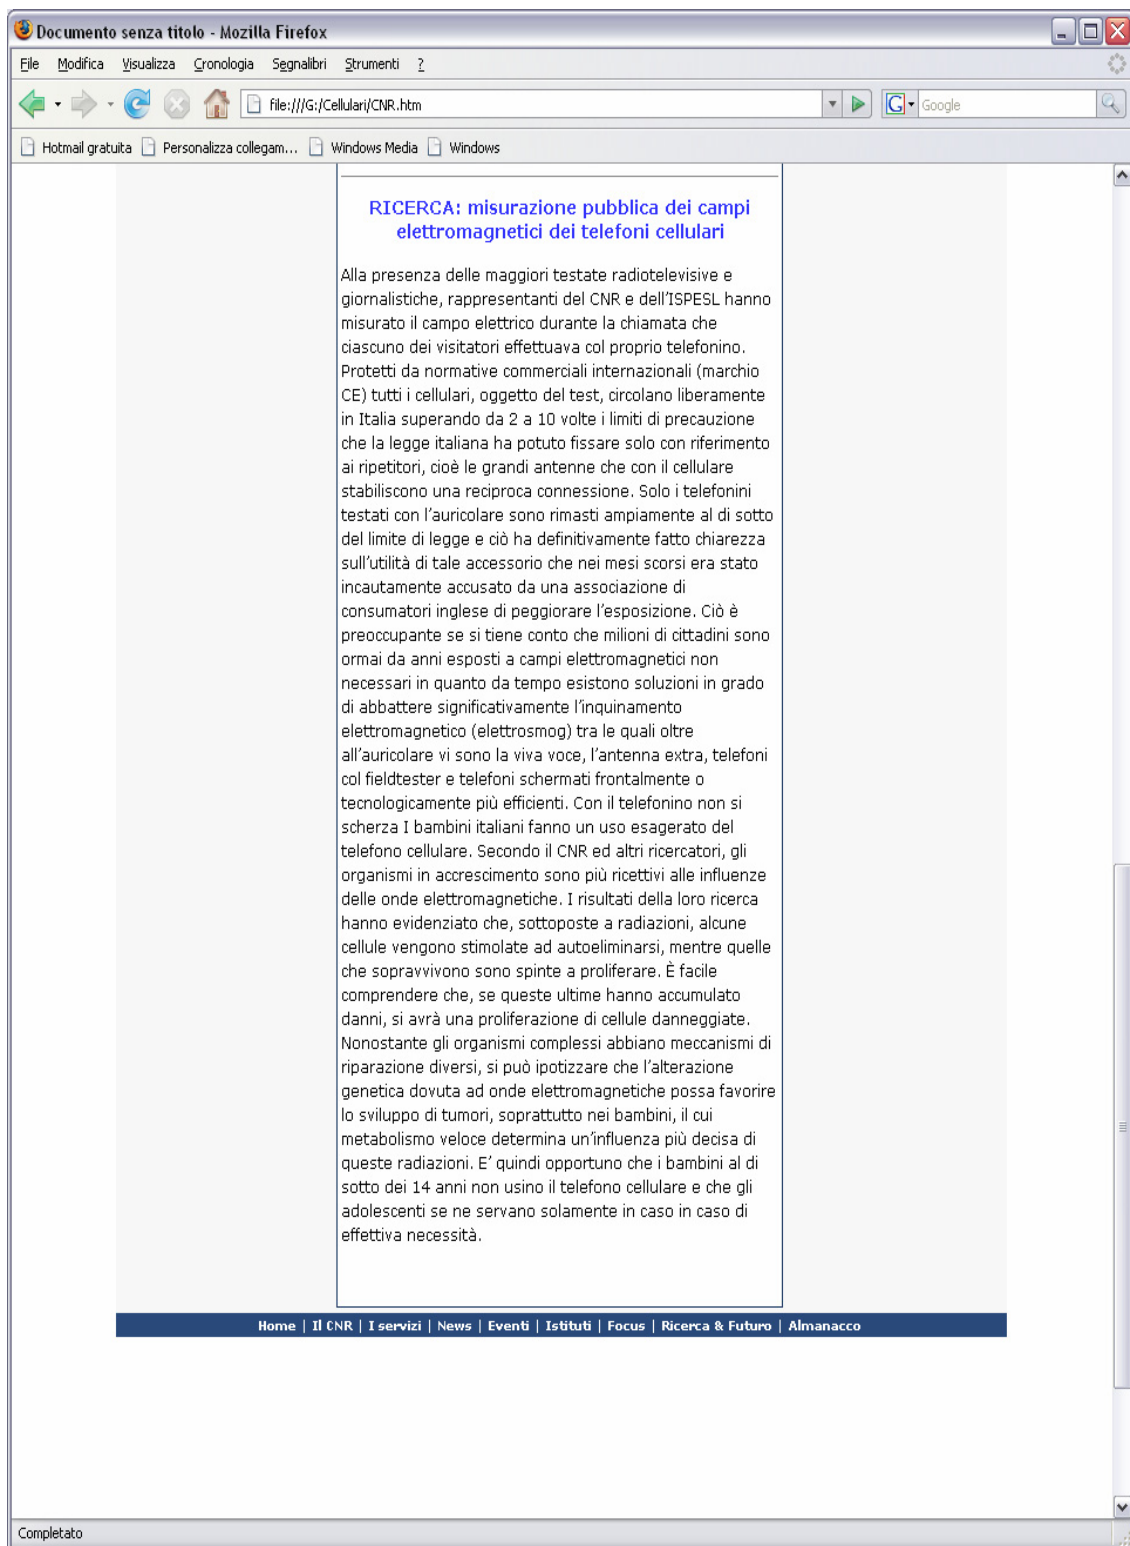 Documento senza titolo - Mozilla Firefox
File Modifica Visualizza Cronologia Segnalibri Strumenti ?
file:///G:/Cellulari/CNR.htm
G Google
Hotmail gratuita Personalizza collegam... Windows Media Windows
RICERCA: misurazione pubblica dei campi
elettromagnetici dei telefoni cellulari
Alla presenza delle maggiori testate radiotelevisive e
giornalistiche, rappresentanti del CNR e dell'ISPESL hanno
misurato il campo elettrico durante la chiamata che
ciascuno dei visitatori effettuava col proprio telefonino.
Protetti da normative commerciali internazionali (marchio
CE) tutti i cellulari, oggetto del test, circolano liberamente
in Italia superando da 2 a 10 volte i limiti di precauzione
che la legge italiana ha potuto fissare solo con riferimento
ai ripetitori, cioè le grandi antenne che con il cellulare
stabiliscono una reciproca connessione. Solo i telefonini
testati con l'auricolare sono rimasti ampiamente al di sotto
del limite di legge e ciò ha definitivamente fatto chiarezza
sull'utilità di tale accessorio che nei mesi scorsi era stato
incautamente accusato da una associazione di
consumatori inglese di peggiorare l'esposizione. Ciò è
preoccupante se si tiene conto che milioni di cittadini sono
ormai da anni esposti a campi elettromagnetici non
necessari in quanto da tempo esistono soluzioni in grado
di abbattere significativamente l'inquinamento
elettromagnetico (elettrosmog) tra le quali oltre
all'auricolare vi sono la viva voce, l'antenna extra, telefoni
col fieldtester e telefoni schermati frontalmente o
tecnologicamente più efficienti. Con il telefonino non si
scherza I bambini italiani fanno un uso esagerato del
telefono cellulare. Secondo il CNR ed altri ricercatori, gli
organismi in accrescimento sono più ricettivi alle influenze
delle onde elettromagnetiche. I risultati della loro ricerca
hanno evidenziato che, sottoposte a radiazioni, alcune
cellule vengono stimolate ad autoeliminarsi, mentre quelle
che sopravvivono sono spinte a proliferare. È facile
comprendere che, se queste ultime hanno accumulato
danni, si avrà una proliferazione di cellule danneggiate.
Nonostante gli organismi complessi abbiano meccanismi di
riparazione diversi, si può ipotizzare che l'alterazione
genetica dovuta ad onde elettromagnetiche possa favorire
lo sviluppo di tumori, soprattutto nei bambini, il cui
metabolismo veloce determina un'influenza più decisa di
queste radiazioni. E' quindi opportuno che i bambini al di
sotto dei 14 anni non usino il telefono cellulare e che gli
adolescenti se ne servano solamente in caso in caso di
effettiva necessità.
Home | Il CNR | I servizi | News | Eventi | Istituti | Focus | Ricerca & Futuro | Almanacco
Completato